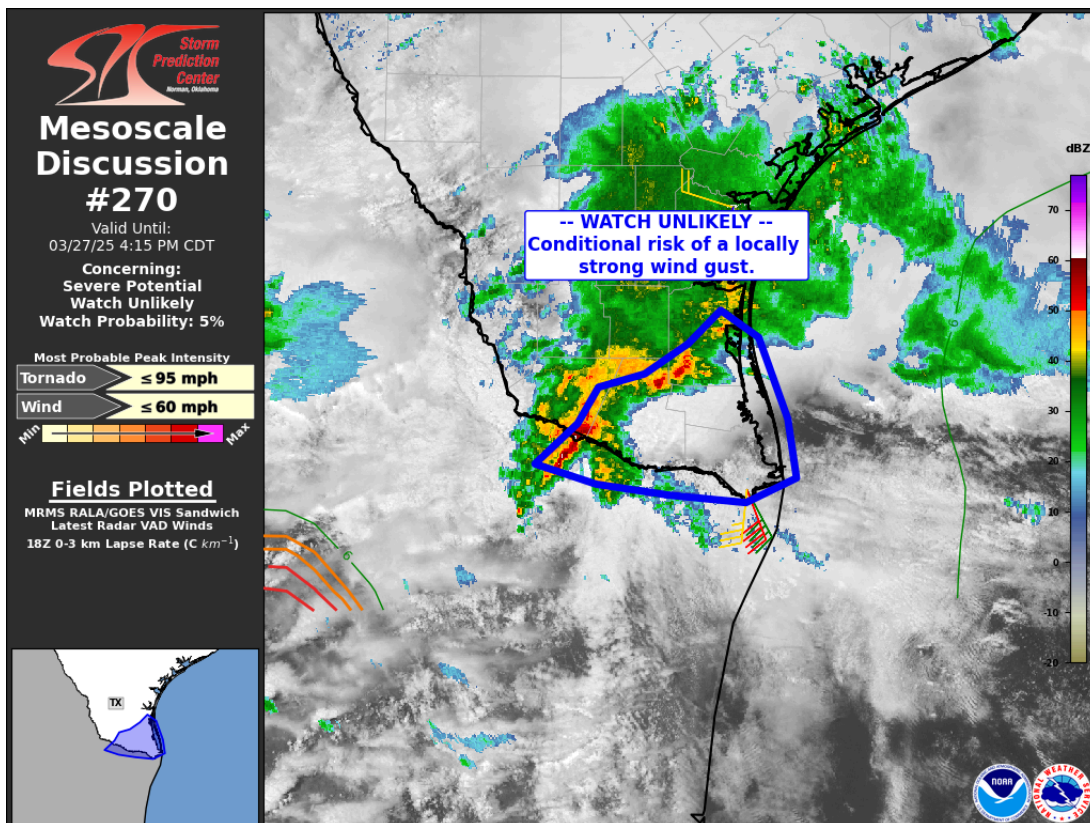 Storm
Prediction
Center
Norman, Oklahoma
Mesoscale
Discussion
#270
Valid Until:
03/27/25 4:15 PM CDT
Concerning:
Severe Potential
Watch Unlikely
Watch Probability: 5%
Most Probable Peak Intensity
Tornado ≤ 95 mph
Wind ≤ 60 mph
Min Max
Fields Plotted
MRMS RALA/GOES VIS Sandwich
Latest Radar VAD Winds
18Z 0-3 km Lapse Rate (C km⁻¹)
TX
-- WATCH UNLIKELY --
Conditional risk of a locally
strong wind gust.
6
6
dBZ
70
60
50
40
30
20
10
0
-10
-20
NOAA
NATIONAL WEATHER SERVICE